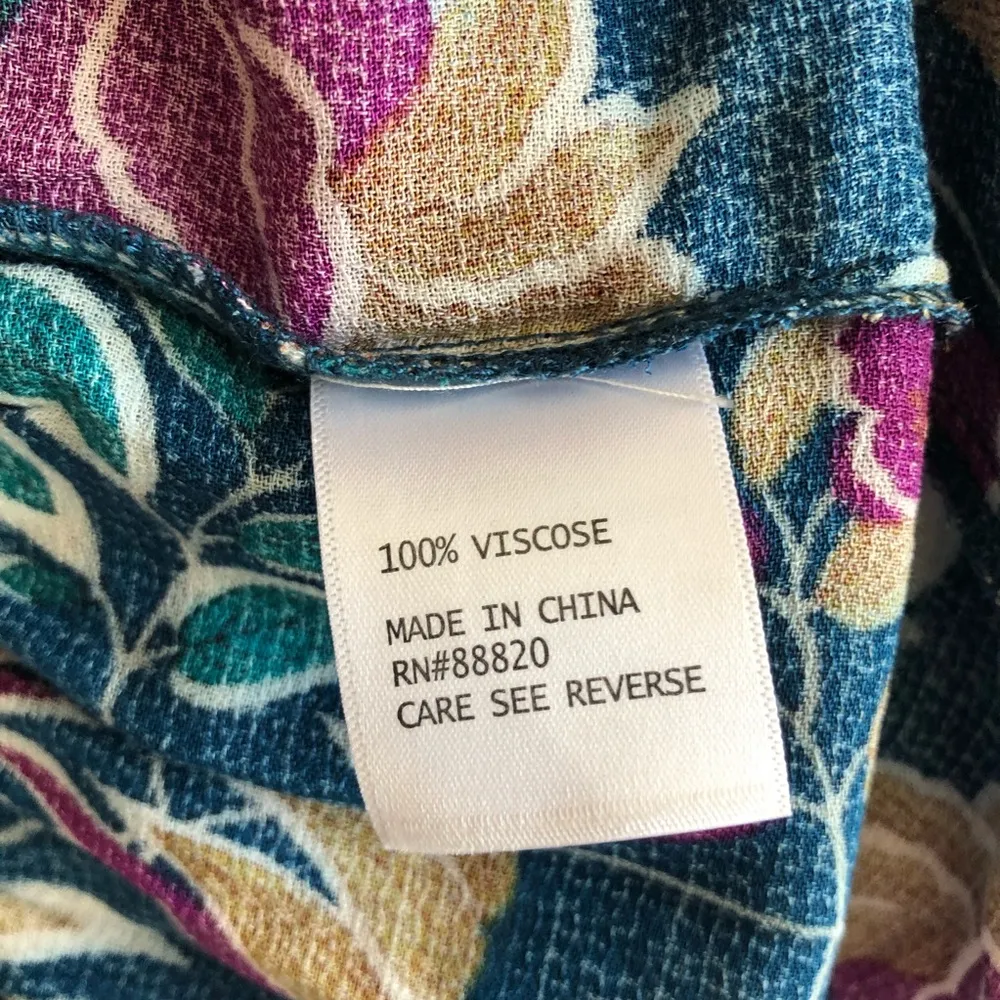 100% VISCOSE
MADE IN CHINA
RN#88820
CARE SEE REVERSE